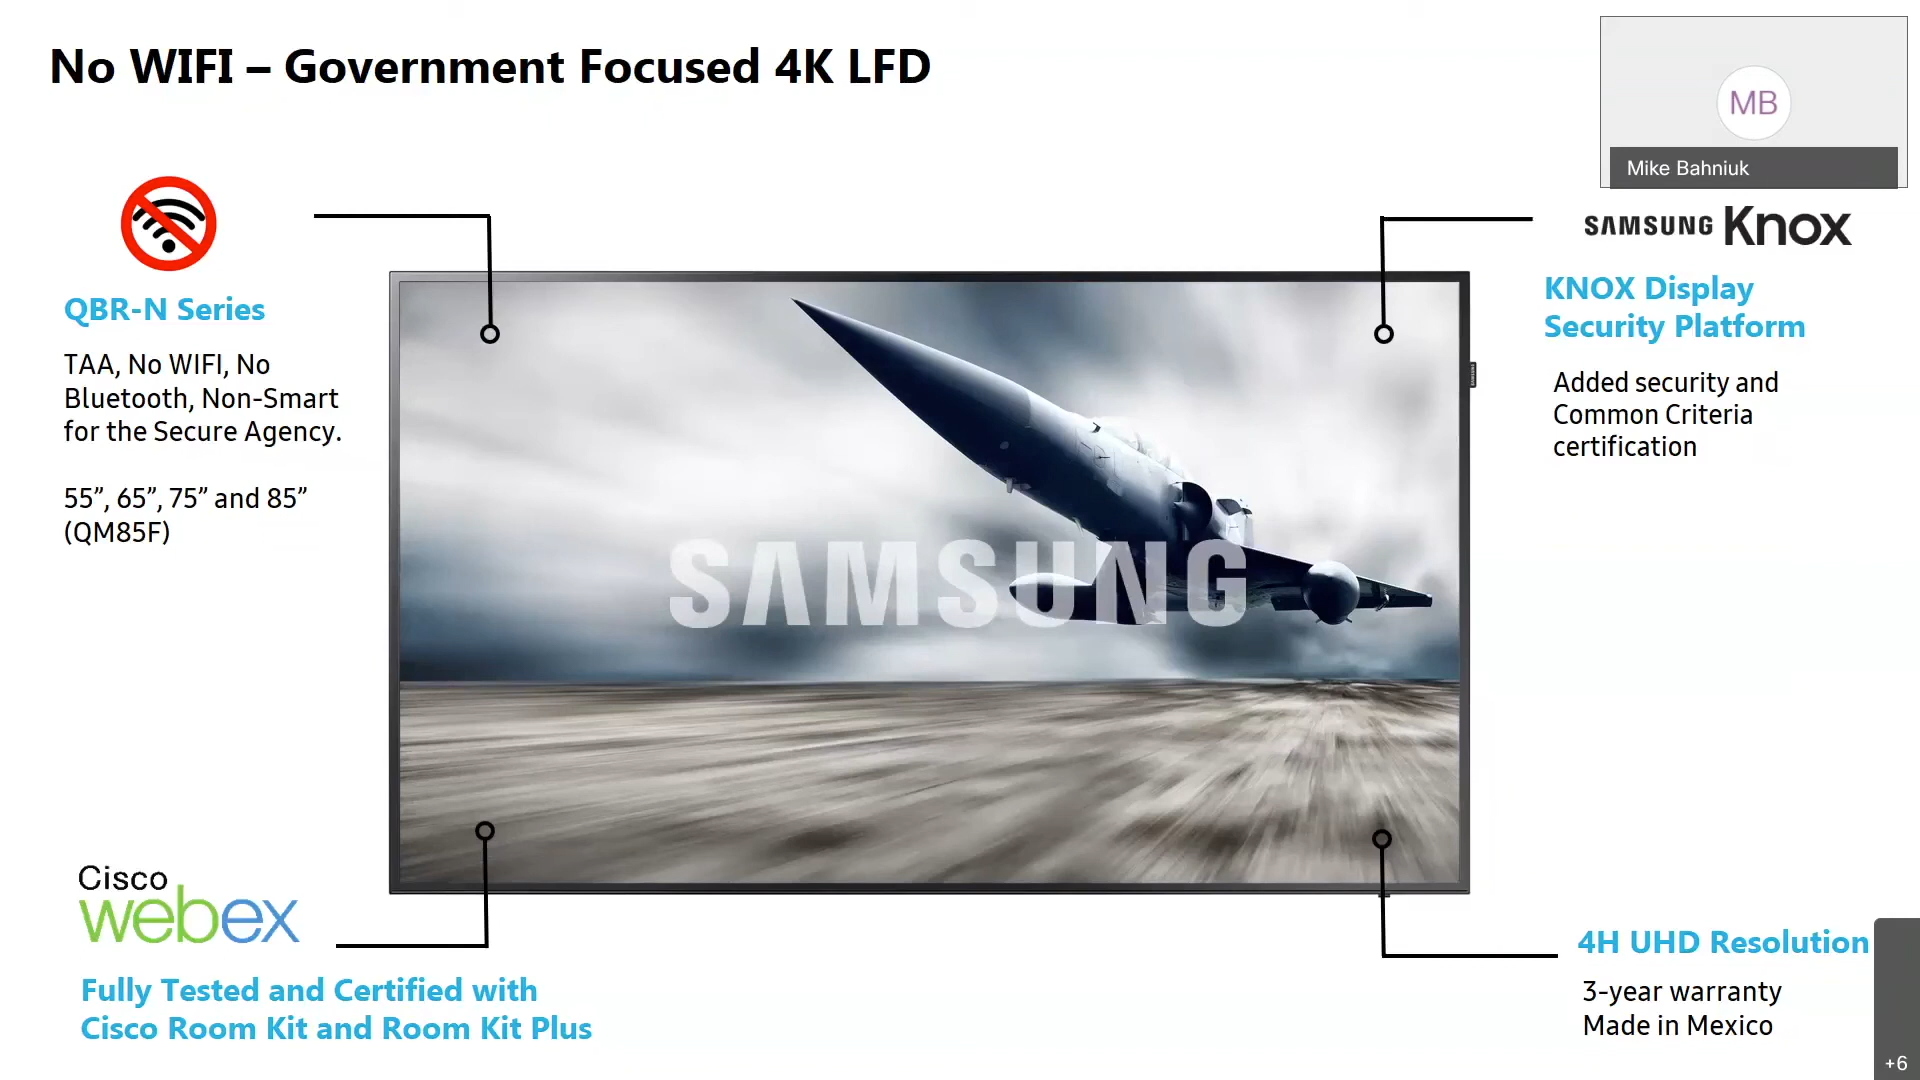 No WIFI – Government Focused 4K LFD
MB
Mike Bahniuk
SAMSUNG Knox
QBR-N Series
TAA, No WIFI, No
Bluetooth, Non-Smart
for the Secure Agency.
55”, 65”, 75” and 85”
(QM85F)
KNOX Display
Security Platform
Added security and
Common Criteria
certification
SAMSUNG
Cisco
webex
Fully Tested and Certified with
Cisco Room Kit and Room Kit Plus
4H UHD Resolution
3-year warranty
Made in Mexico
+6